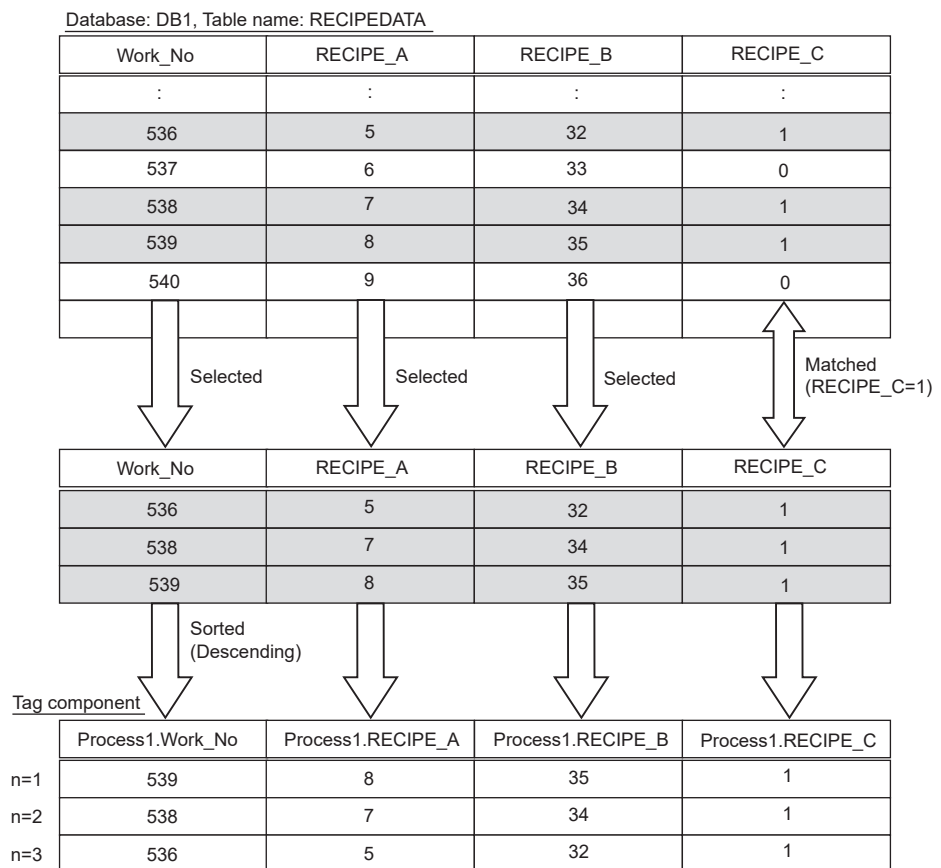 Database: DB1, Table name: RECIPEDATA
Work_No RECIPE_A RECIPE_B RECIPE_C
: : : :
536 5 32 1
537 6 33 0
538 7 34 1
539 8 35 1
540 9 36 0
Selected Selected Selected Matched
(RECIPE_C=1)
Work_No RECIPE_A RECIPE_B RECIPE_C
536 5 32 1
538 7 34 1
539 8 35 1
Sorted
(Descending)
Tag component
Process1.Work_No Process1.RECIPE_A Process1.RECIPE_B Process1.RECIPE_C
n=1 539 8 35 1
n=2 538 7 34 1
n=3 536 5 32 1